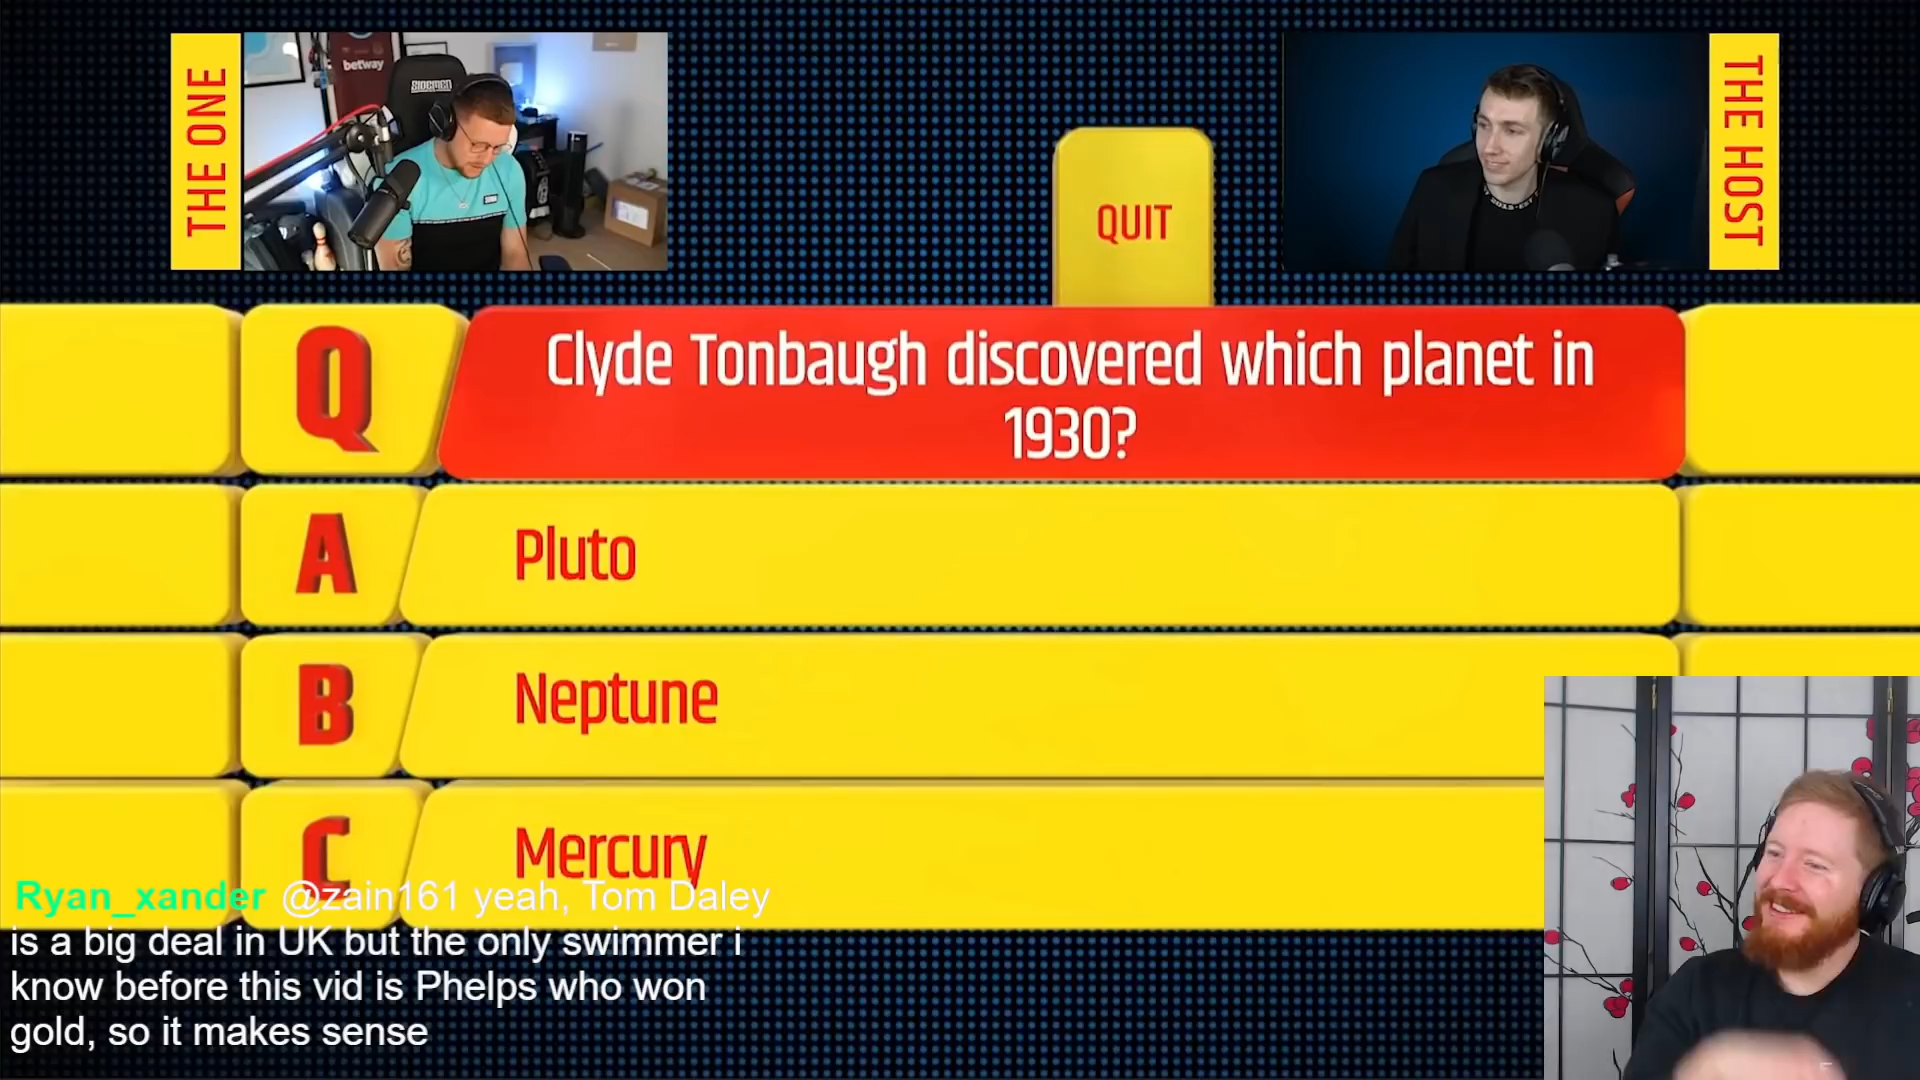 THE ONE
betway
SIDEMEN
QUIT
THE HOST
Q
Clyde Tonbaugh discovered which planet in
1930?
A
Pluto
B
Neptune
C
Mercury
Ryan_xander @zain161 yeah, Tom Daley
is a big deal in UK but the only swimmer i
know before this vid is Phelps who won
gold, so it makes sense